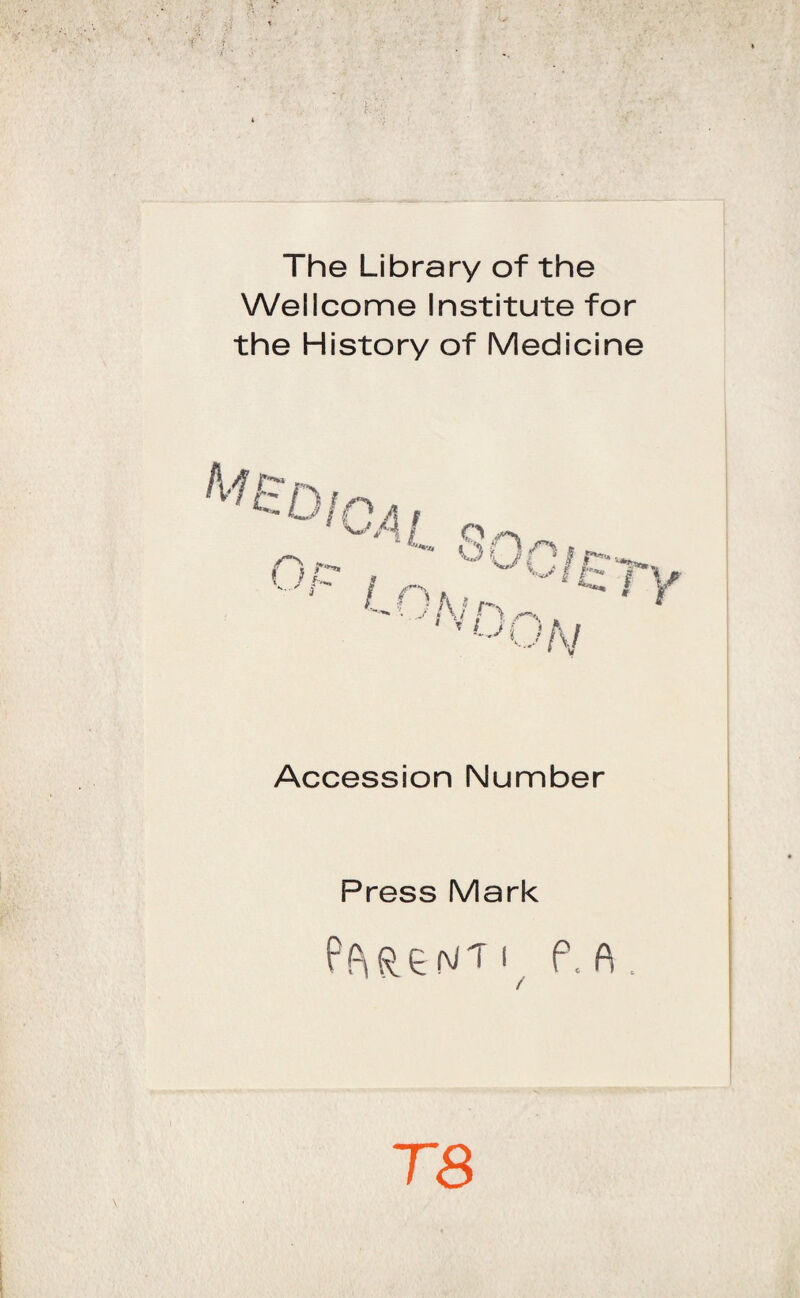 The Library of the
Wellcome Institute for
the History of Medicine
MEDICAL SOCIETY
OF LONDON
Accession Number
Press Mark
PARENTI, P.A.
T8